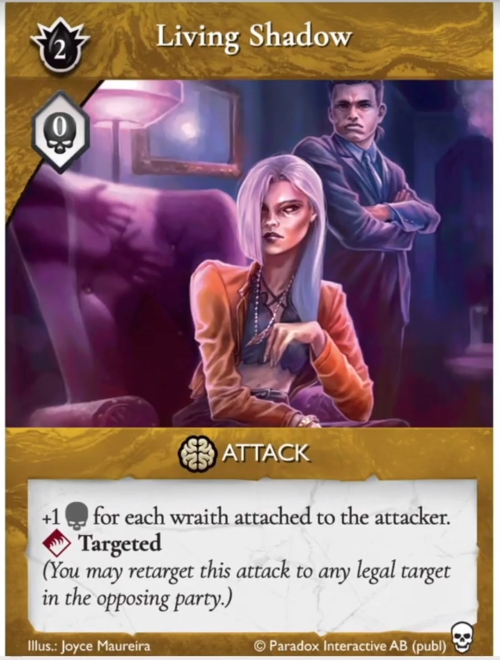 2
Living Shadow
0
ATTACK
+1 for each wraith attached to the attacker.
Targeted
(You may retarget this attack to any legal target
in the opposing party.)
Illus.: Joyce Maureira © Paradox Interactive AB (publ)